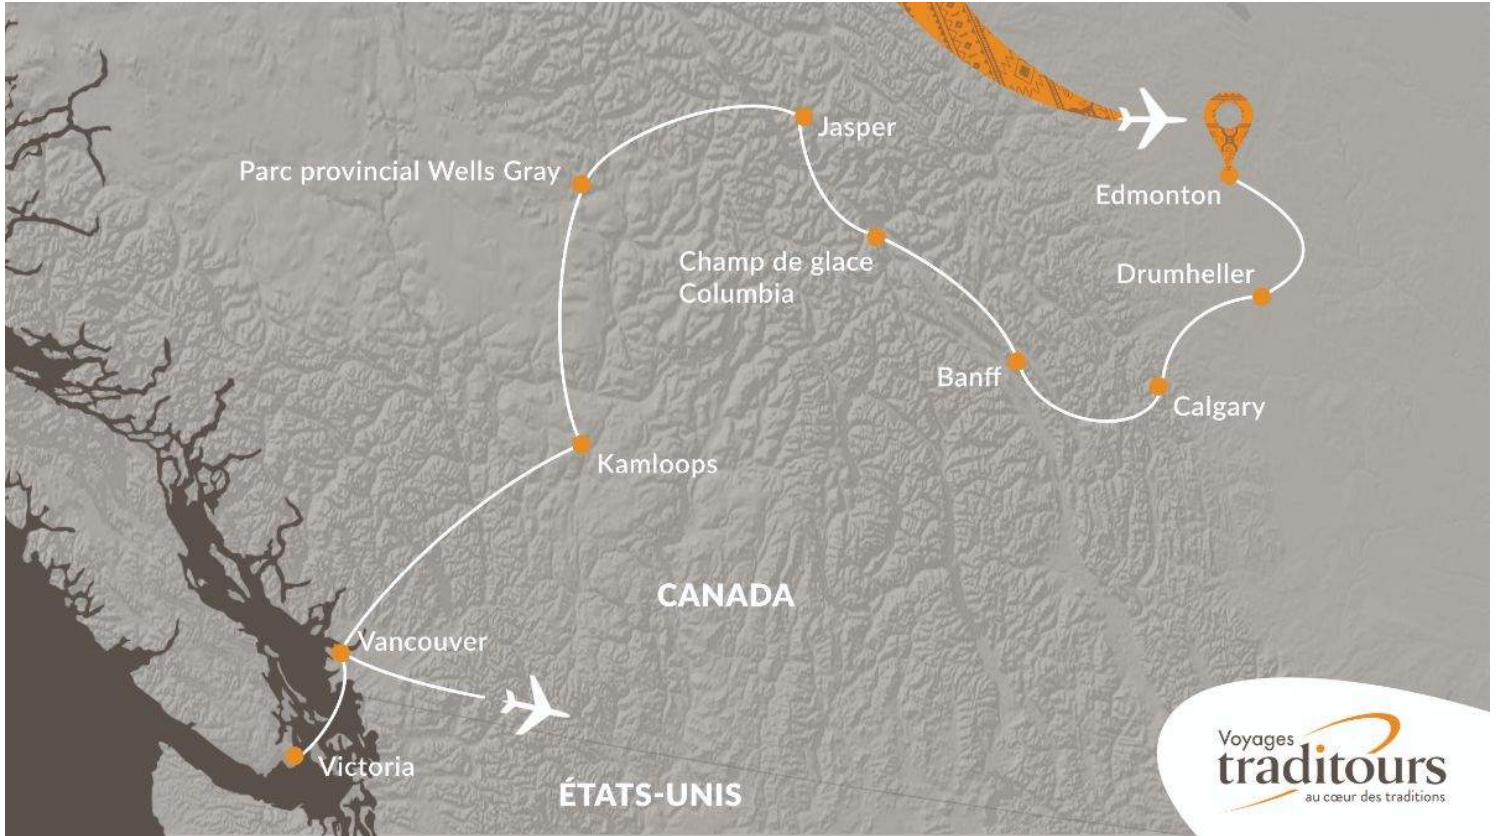 Jasper
Parc provincial Wells Gray
Edmonton
Champ de glace
Columbia
Drumheller
Banff
Calgary
Kamloops
CANADA
Vancouver
Victoria
ÉTATS-UNIS
Voyages
traditours
au cœur des traditions